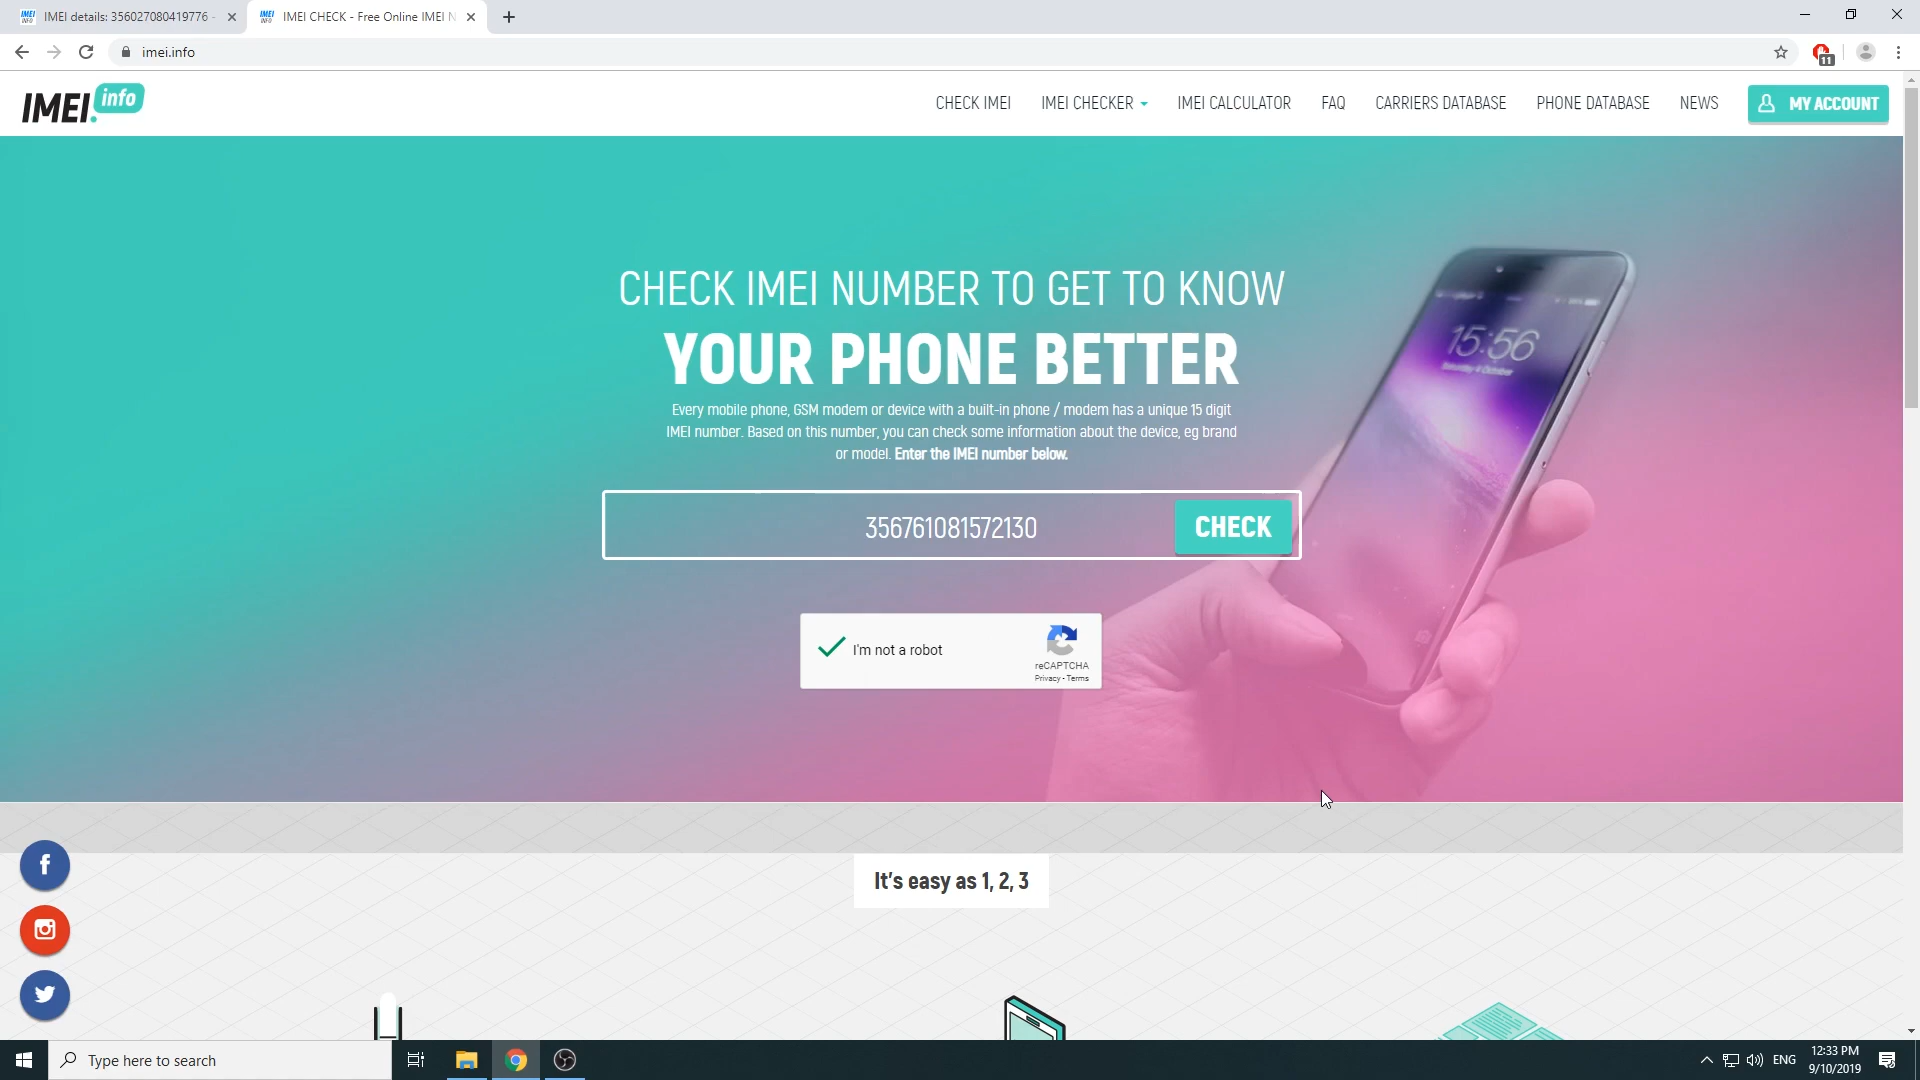 IMEI details: 356027080419776 -
IMEI CHECK - Free Online IMEI N
imei.info
11
IMEI.info
CHECK IMEI
IMEI CHECKER
IMEI CALCULATOR
FAQ
CARRIERS DATABASE
PHONE DATABASE
NEWS
MY ACCOUNT
CHECK IMEI NUMBER TO GET TO KNOW
YOUR PHONE BETTER
Every mobile phone, GSM modem or device with a built-in phone / modem has a unique 15 digit
IMEI number. Based on this number, you can check some information about the device, eg brand
or model. Enter the IMEI number below.
356761081572130
CHECK
15:56
I'm not a robot
reCAPTCHA
Privacy - Terms
It's easy as 1, 2, 3
Type here to search
ENG
12:33 PM
9/10/2019